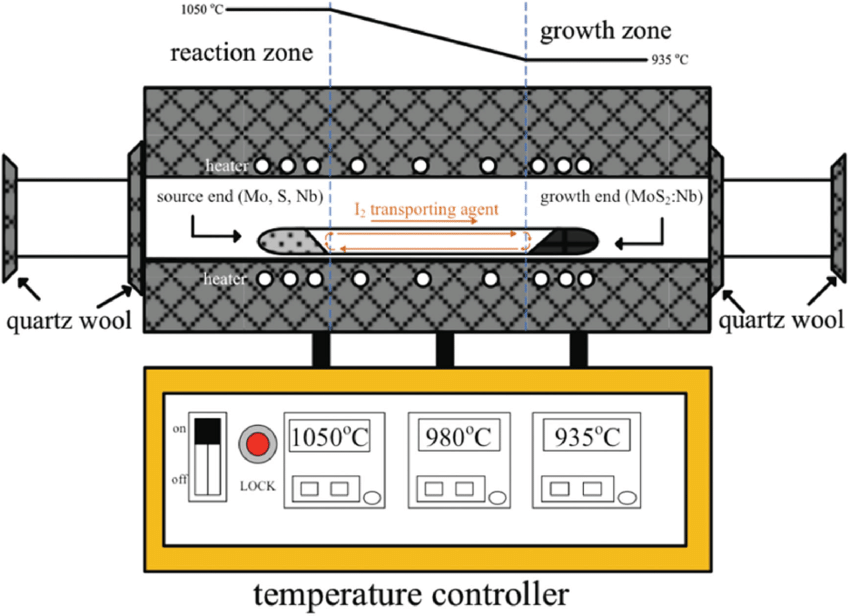 1050 °C
growth zone
reaction zone
935 °C
heater
source end (Mo, S, Nb)
growth end (MoS₂:Nb)
I₂ transporting agent
heater
quartz wool
quartz wool
on
off
LOCK
1050°C
980°C
935°C
temperature controller